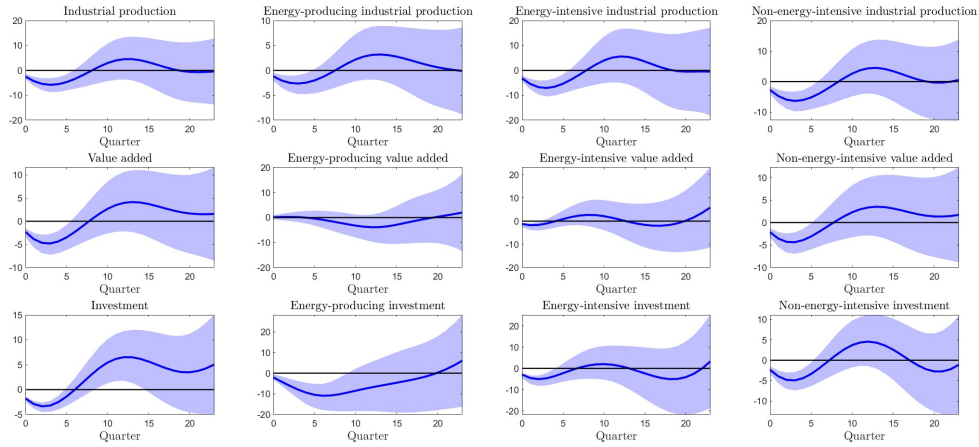 Industrial production
Energy-producing industrial production
Energy-intensive industrial production
Non-energy-intensive industrial production
20
10
0
-10
-20
0 5 10 15 20
Quarter
10
5
0
-5
-10
0 5 10 15 20
Quarter
20
10
0
-10
-20
0 5 10 15 20
Quarter
20
10
0
-10
0 5 10 15 20
Quarter
Value added
Energy-producing value added
Energy-intensive value added
Non-energy-intensive value added
10
5
0
-5
-10
0 5 10 15 20
Quarter
20
10
0
-10
-20
0 5 10 15 20
Quarter
20
10
0
-10
-20
0 5 10 15 20
Quarter
10
5
0
-5
-10
0 5 10 15 20
Quarter
Investment
Energy-producing investment
Energy-intensive investment
Non-energy-intensive investment
15
10
5
0
-5
0 5 10 15 20
Quarter
20
10
0
-10
-20
0 5 10 15 20
Quarter
20
10
0
-10
-20
0 5 10 15 20
Quarter
10
5
0
-5
-10
0 5 10 15 20
Quarter